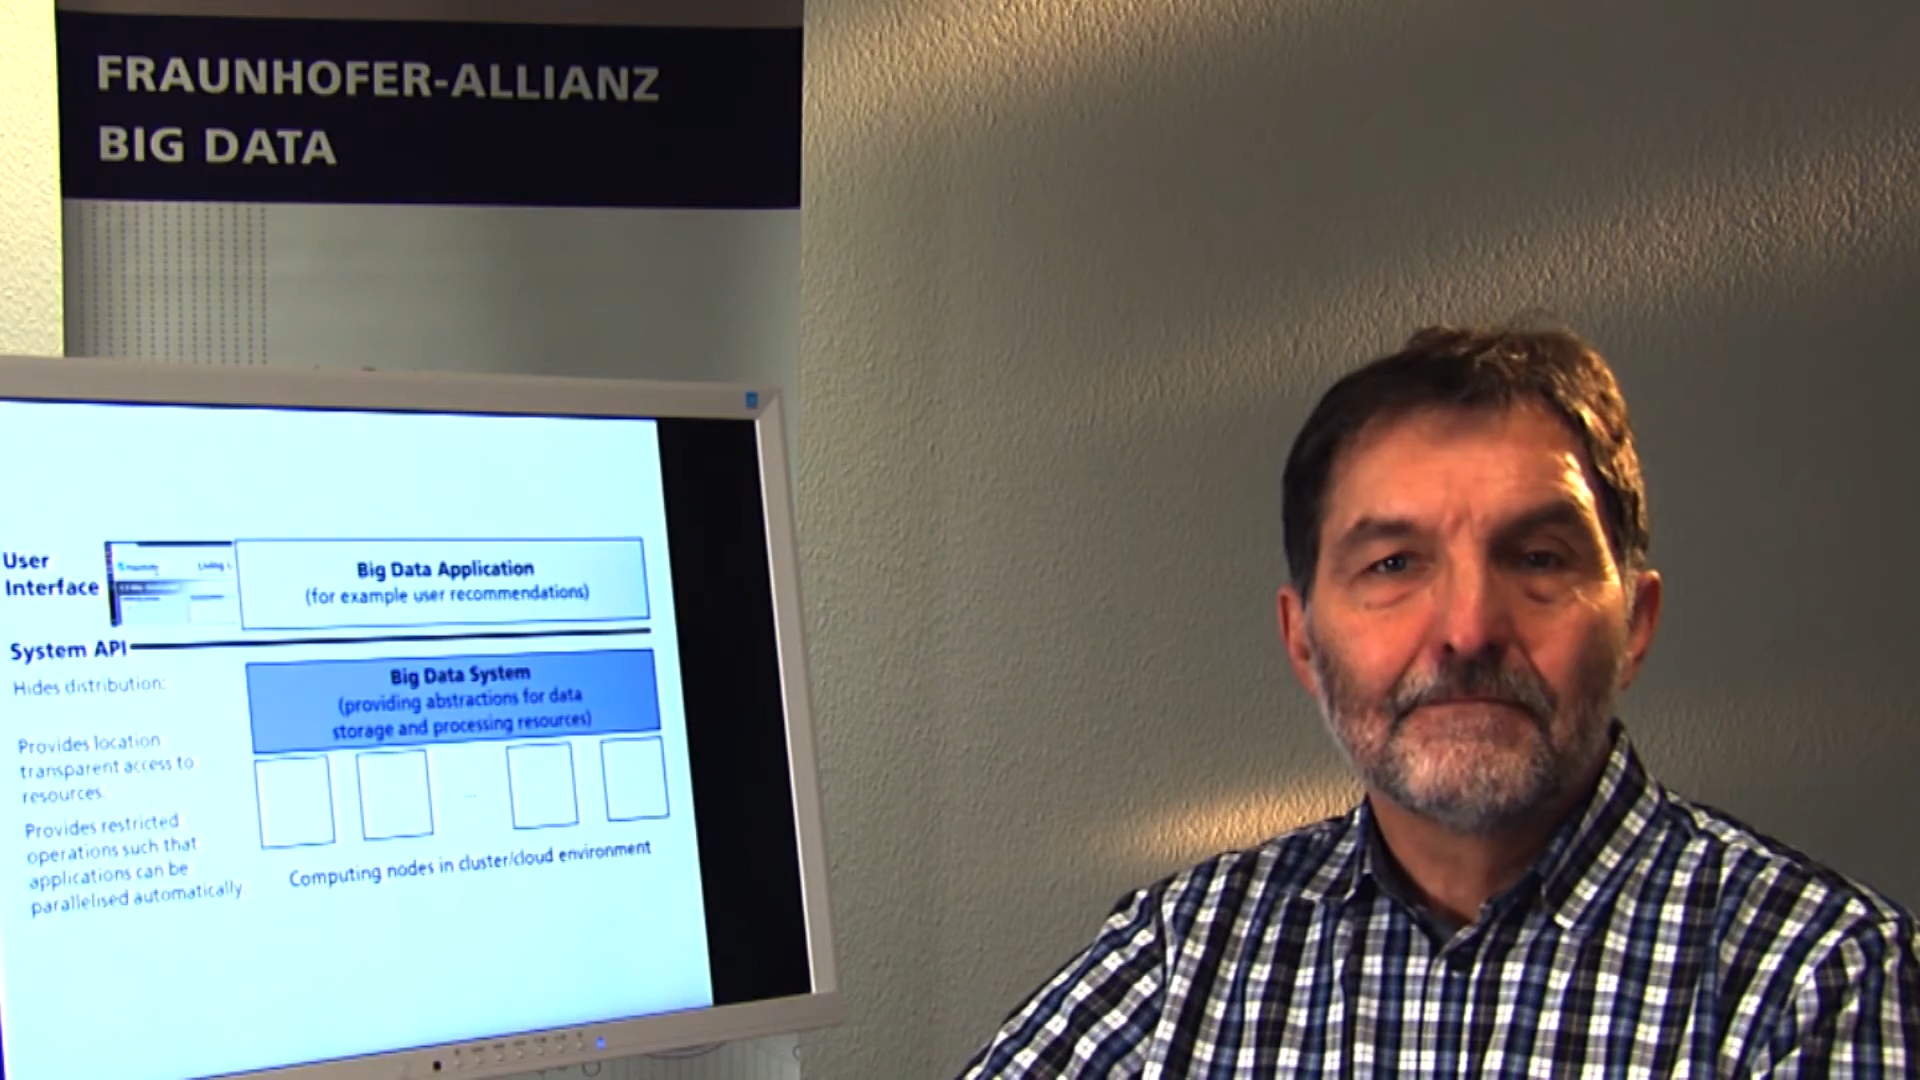 FRAUNHOFER-ALLIANZ
BIG DATA
User
Interface
Big Data Application
(for example user recommendations)
System API
Hides distribution:
Big Data System
(providing abstractions for data
storage and processing resources)
Provides location
transparent access to
resources.
Provides restricted
operations such that
applications can be
parallelised automatically.
...
Computing nodes in cluster/cloud environment